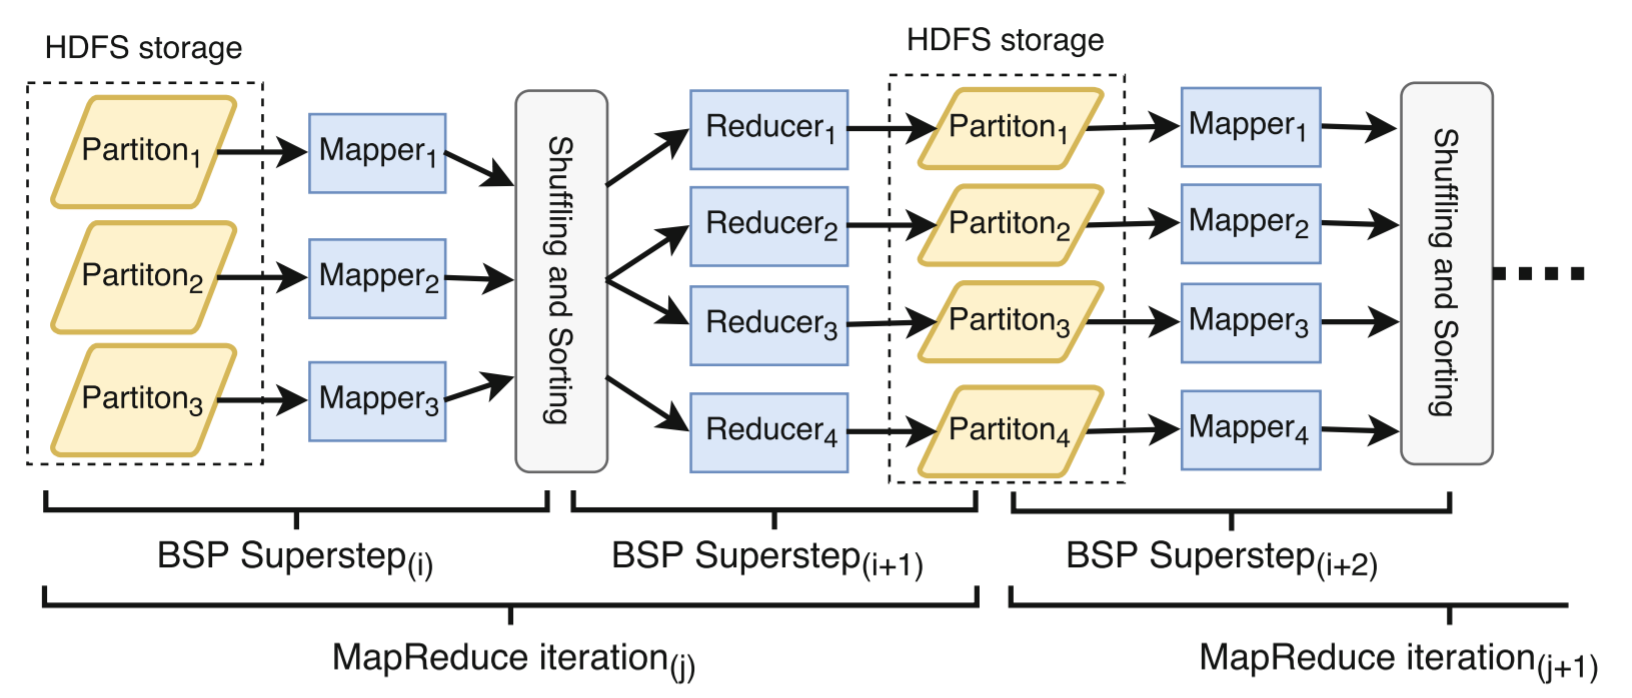 HDFS storage
HDFS storage
Partiton1
Mapper1
Partiton2
Mapper2
Partiton3
Mapper3
Shuffling and Sorting
Reducer1
Partiton1
Mapper1
Reducer2
Partiton2
Mapper2
Reducer3
Partiton3
Mapper3
Reducer4
Partiton4
Mapper4
Shuffling and Sorting
BSP Superstep(i)
BSP Superstep(i+1)
BSP Superstep(i+2)
MapReduce iteration(j)
MapReduce iteration(j+1)